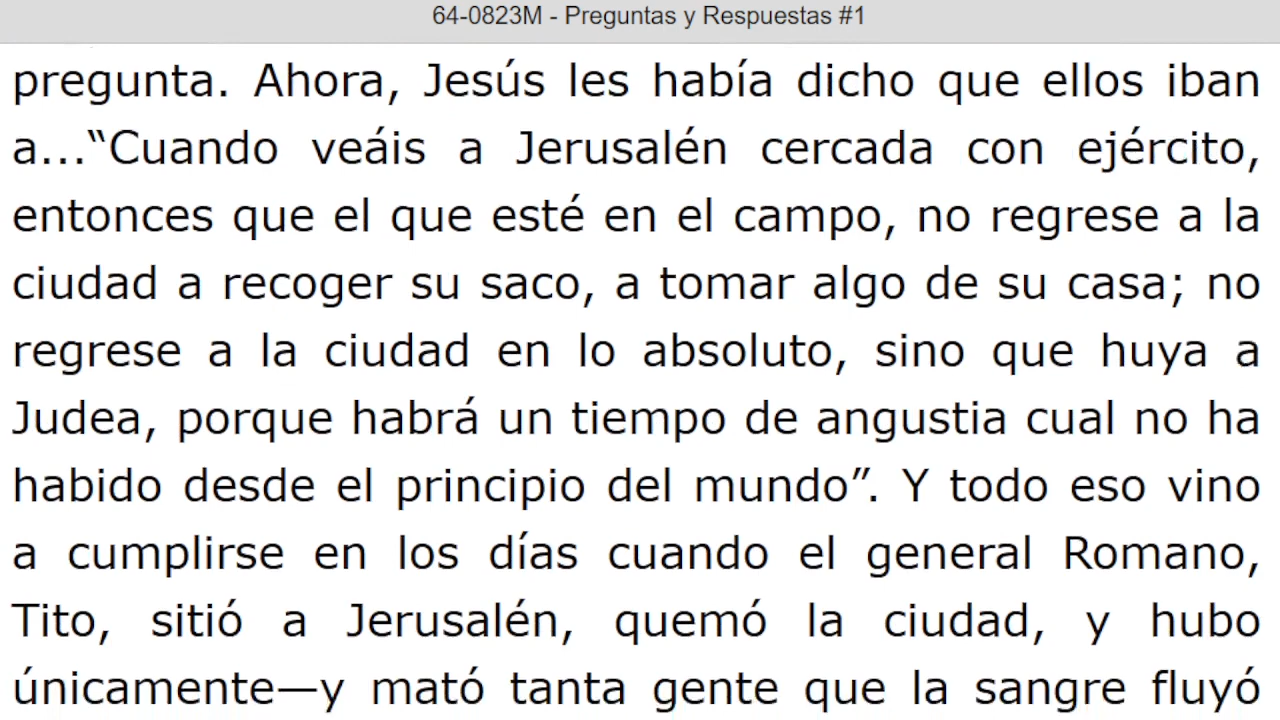 64-0823M - Preguntas y Respuestas #1
pregunta. Ahora, Jesús les había dicho que ellos iban
a...“Cuando veáis a Jerusalén cercada con ejército,
entonces que el que esté en el campo, no regrese a la
ciudad a recoger su saco, a tomar algo de su casa; no
regrese a la ciudad en lo absoluto, sino que huya a
Judea, porque habrá un tiempo de angustia cual no ha
habido desde el principio del mundo”. Y todo eso vino
a cumplirse en los días cuando el general Romano,
Tito, sitió a Jerusalén, quemó la ciudad, y hubo
únicamente—y mató tanta gente que la sangre fluyó